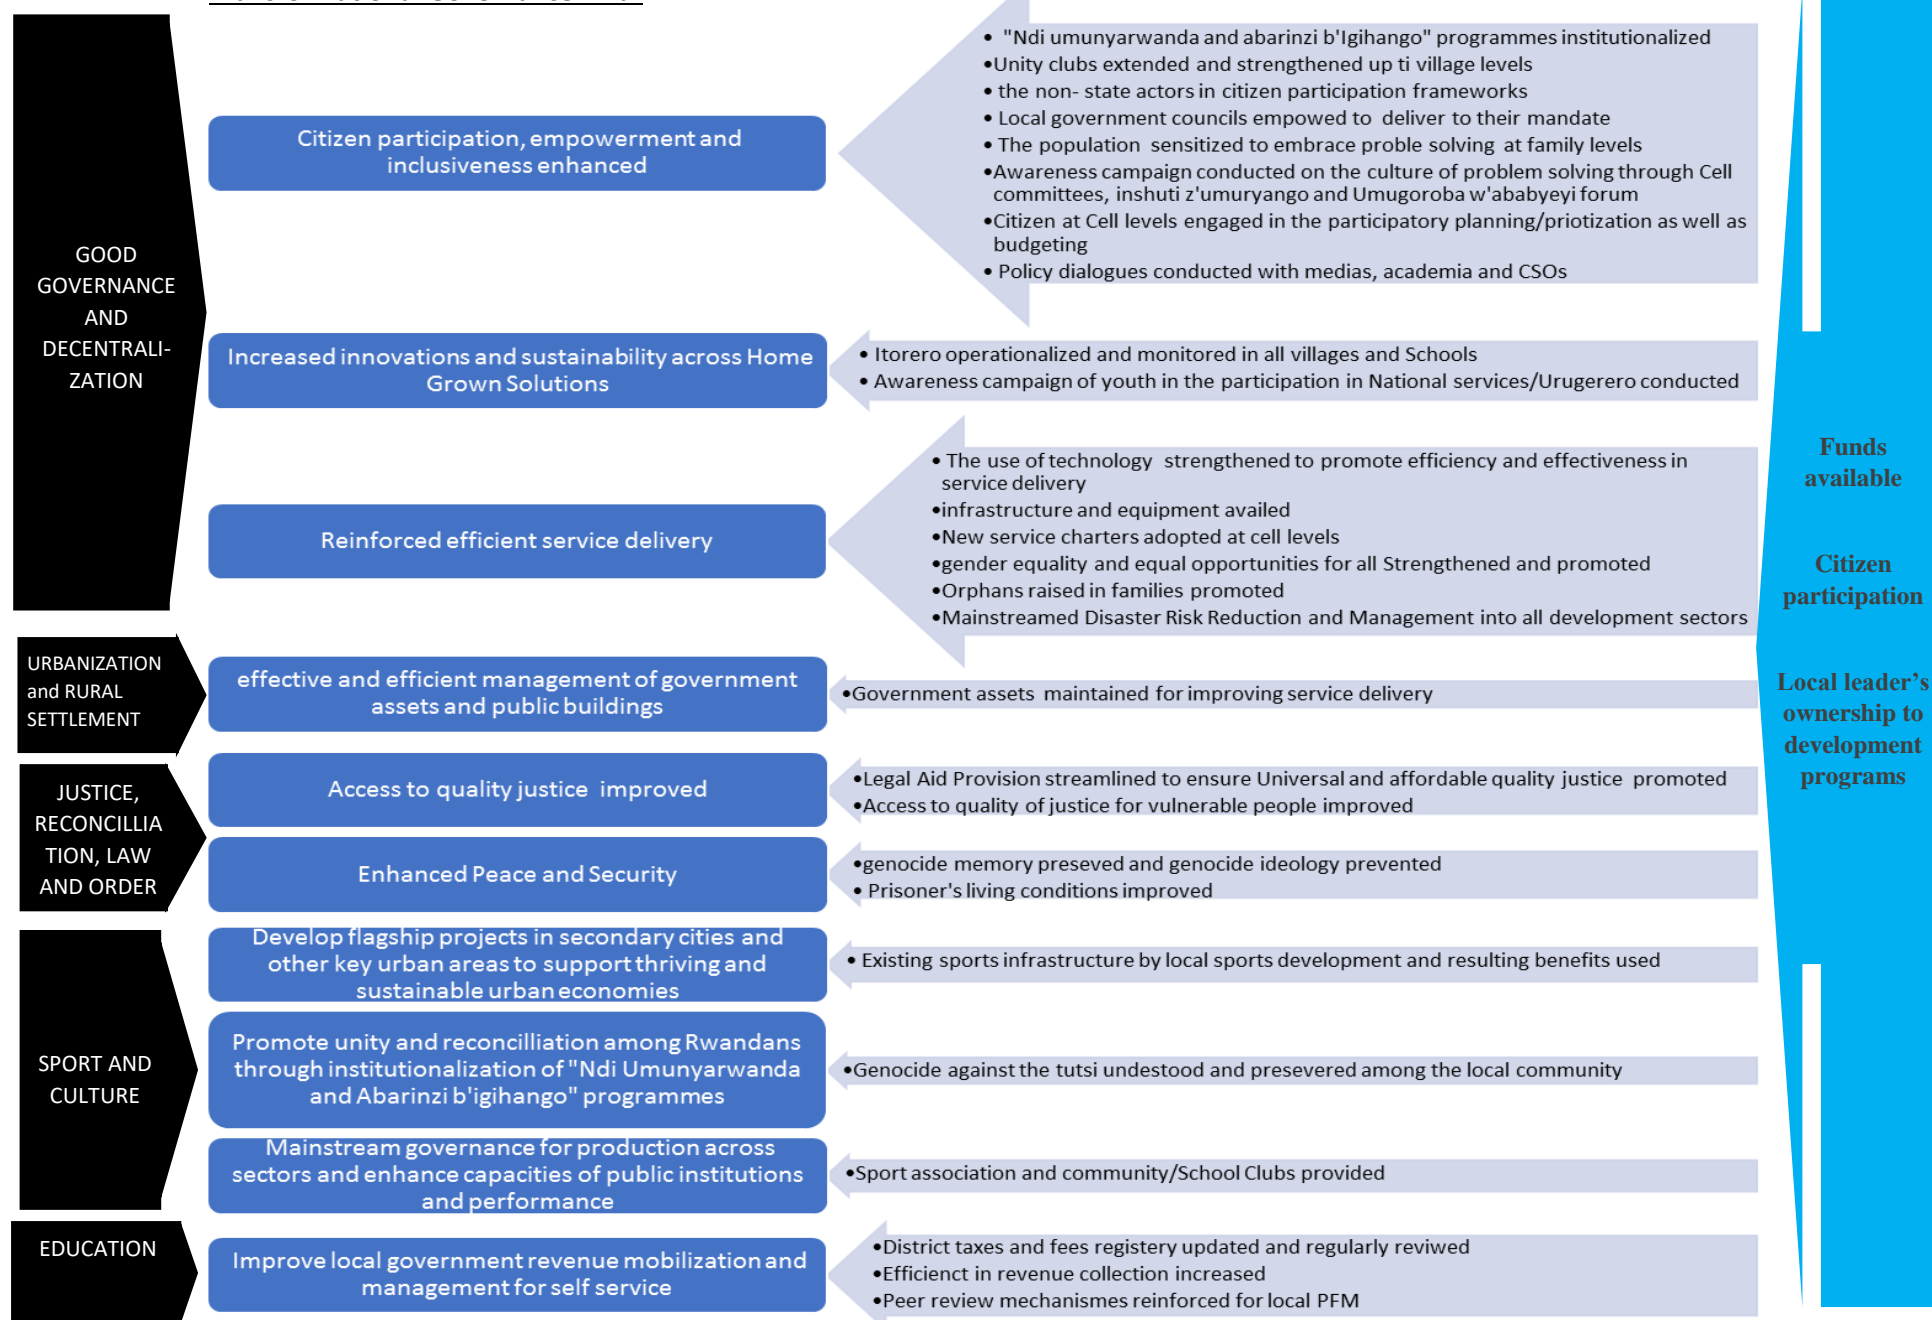 "Ndi umunyarwanda and abarinzi b'Igihango" programmes institutionalized
•Unity clubs extended and strengthened up ti village levels
• the non- state actors in citizen participation frameworks
• Local government councils empowered to deliver to their mandate
• The population sensitized to embrace proble solving at family levels
•Awareness campaign conducted on the culture of problem solving through Cell
committees, inshuti z'umuryango and Umugoroba w'ababyeyi forum
•Citizen at Cell levels engaged in the participatory planning/priotization as well as
budgeting
• Policy dialogues conducted with medias, academia and CSOs
Citizen participation, empowerment and
inclusiveness enhanced
GOOD
GOVERNANCE
AND
DECENTRALI-
ZATION
Increased innovations and sustainability across Home
Grown Solutions
• Itorero operationalized and monitored in all villages and Schools
• Awareness campaign of youth in the participation in National services/Urugerero conducted
Reinforced efficient service delivery
• The use of technology strengthened to promote efficiency and effectiveness in
service delivery
•infrastructure and equipment availed
•New service charters adopted at cell levels
•gender equality and equal opportunities for all Strengthened and promoted
•Orphans raised in families promoted
•Mainstreamed Disaster Risk Reduction and Management into all development sectors
Funds
available
Citizen
participation
Local leader's
ownership to
development
programs
URBANIZATION
and RURAL
SETTLEMENT
effective and efficient management of government
assets and public buildings
•Government assets maintained for improving service delivery
JUSTICE,
RECONCILLIA
TION, LAW
AND ORDER
Access to quality justice improved
•Legal Aid Provision streamlined to ensure Universal and affordable quality justice promoted
•Access to quality of justice for vulnerable people improved
Enhanced Peace and Security
•genocide memory preseved and genocide ideology prevented
• Prisoner's living conditions improved
SPORT AND
CULTURE
Develop flagship projects in secondary cities and
other key urban areas to support thriving and
sustainable urban economies
• Existing sports infrastructure by local sports development and resulting benefits used
Promote unity and reconcilliation among Rwandans
through institutionalization of "Ndi Umunyarwanda
and Abarinzi b'igihango" programmes
•Genocide against the tutsi undestood and presevered among the local community
Mainstream governance for production across
sectors and enhance capacities of public institutions
and performance
•Sport association and community/School Clubs provided
EDUCATION
Improve local government revenue mobilization and
management for self service
•District taxes and fees registery updated and regularly reviwed
•Efficienct in revenue collection increased
•Peer review mechanismes reinforced for local PFM